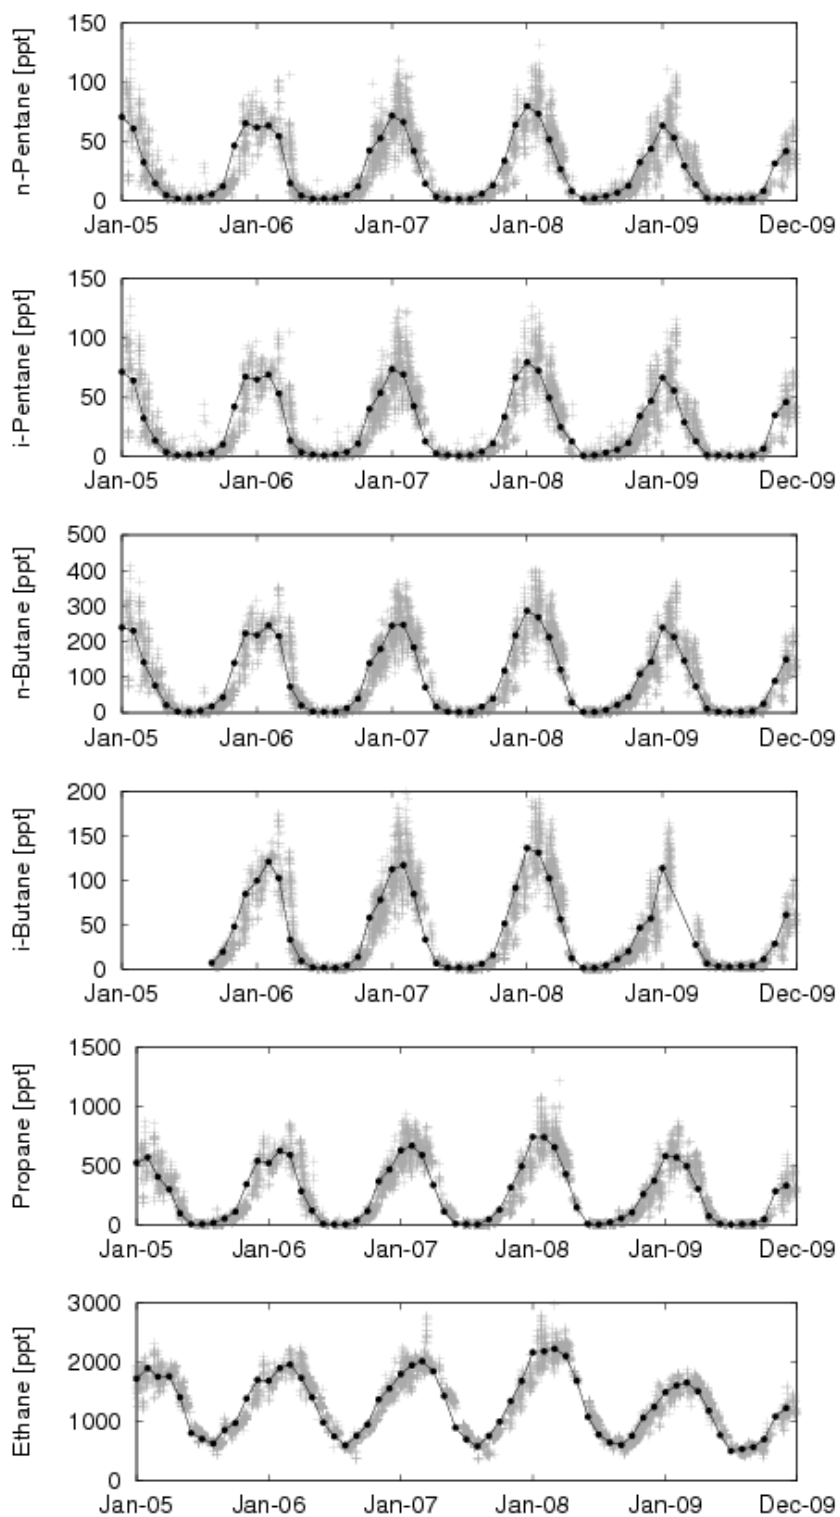 n-Pentane [ppt]
150
100
50
0
Jan-05 Jan-06 Jan-07 Jan-08 Jan-09 Dec-09
i-Pentane [ppt]
150
100
50
0
Jan-05 Jan-06 Jan-07 Jan-08 Jan-09 Dec-09
n-Butane [ppt]
500
400
300
200
100
0
Jan-05 Jan-06 Jan-07 Jan-08 Jan-09 Dec-09
i-Butane [ppt]
200
150
100
50
0
Jan-05 Jan-06 Jan-07 Jan-08 Jan-09 Dec-09
Propane [ppt]
1500
1000
500
0
Jan-05 Jan-06 Jan-07 Jan-08 Jan-09 Dec-09
Ethane [ppt]
3000
2000
1000
0
Jan-05 Jan-06 Jan-07 Jan-08 Jan-09 Dec-09